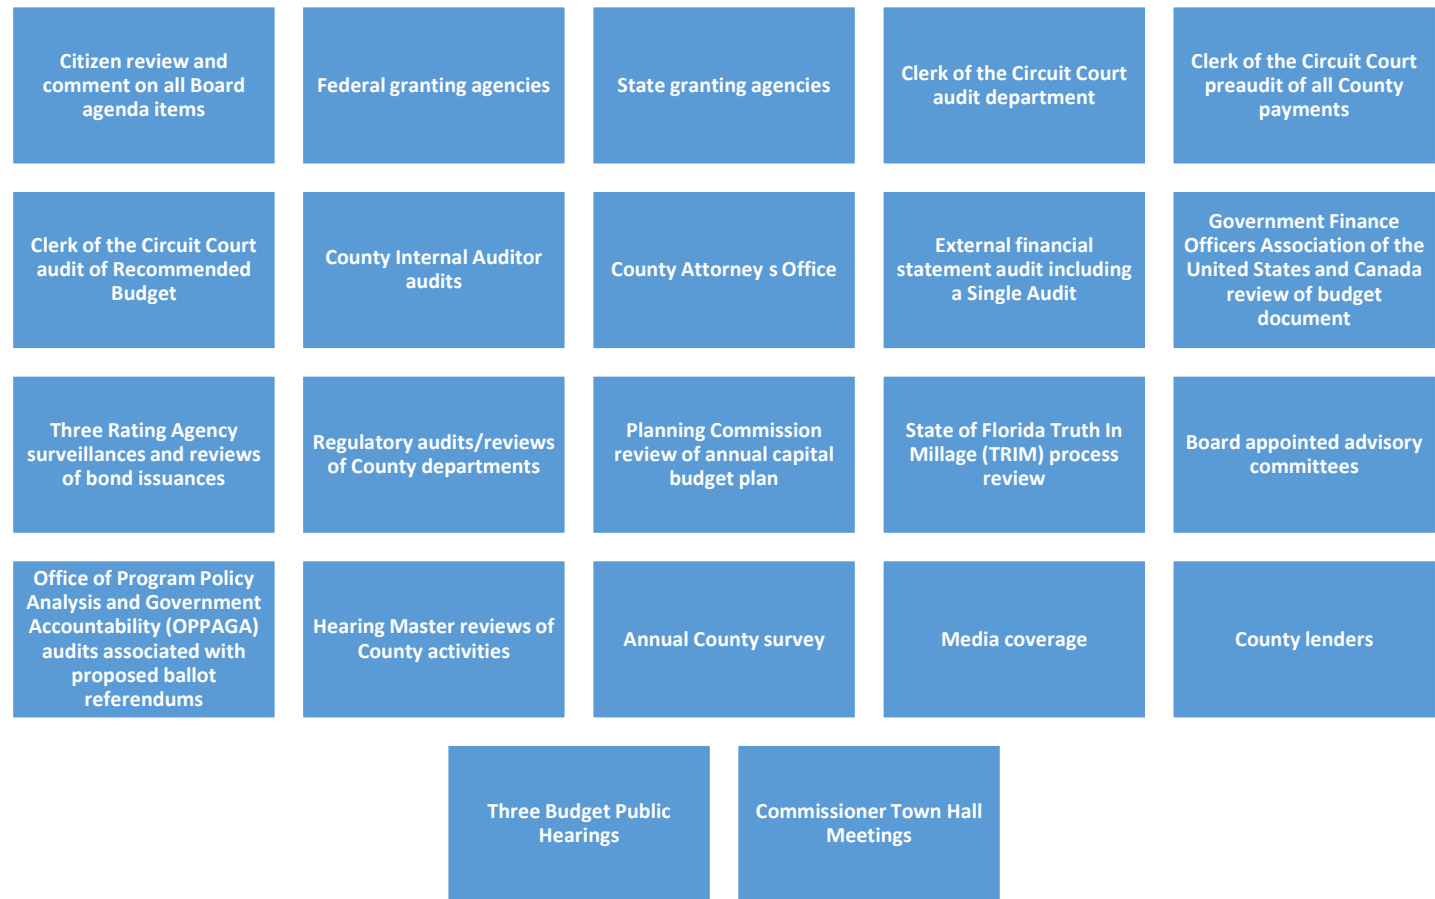 Citizen review and
comment on all Board
agenda items
Federal granting agencies
State granting agencies
Clerk of the Circuit Court
audit department
Clerk of the Circuit Court
preaudit of all County
payments
Clerk of the Circuit Court
audit of Recommended
Budget
County Internal Auditor
audits
County Attorney s Office
External financial
statement audit including
a Single Audit
Government Finance
Officers Association of the
United States and Canada
review of budget
document
Three Rating Agency
surveillances and reviews
of bond issuances
Regulatory audits/reviews
of County departments
Planning Commission
review of annual capital
budget plan
State of Florida Truth In
Millage (TRIM) process
review
Board appointed advisory
committees
Office of Program Policy
Analysis and Government
Accountability (OPPAGA)
audits associated with
proposed ballot
referendums
Hearing Master reviews of
County activities
Annual County survey
Media coverage
County lenders
Three Budget Public
Hearings
Commissioner Town Hall
Meetings